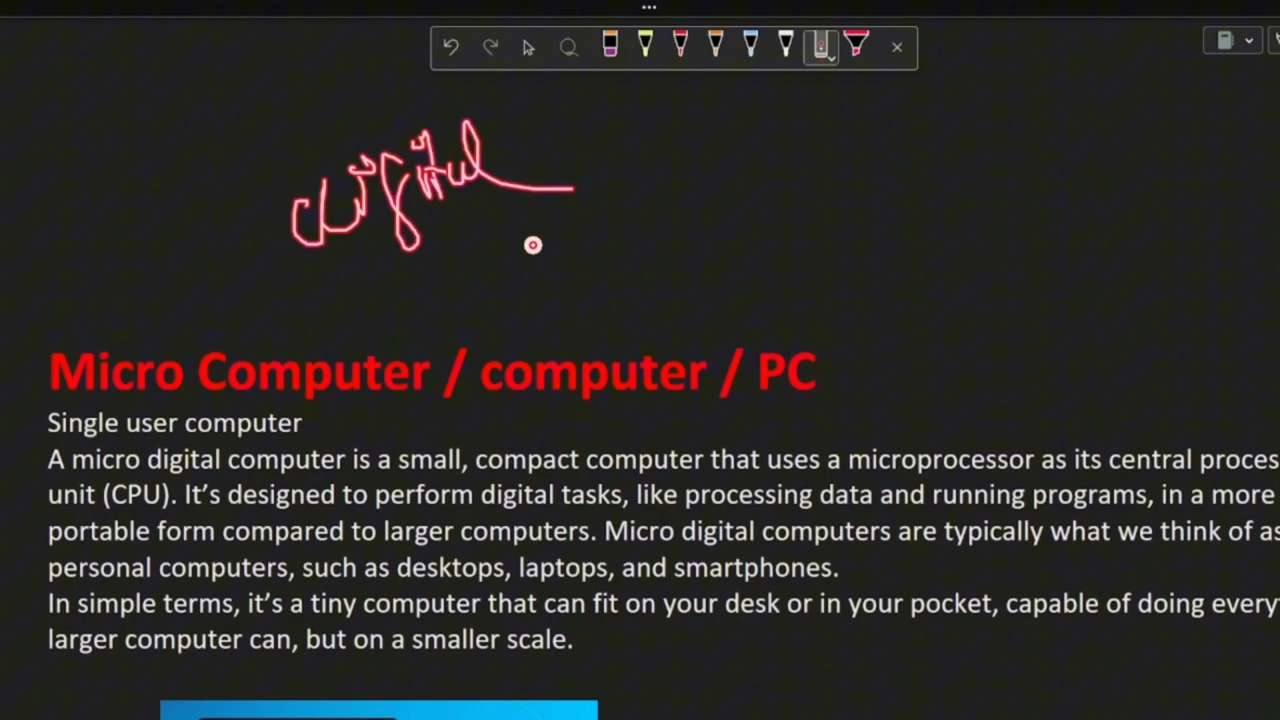 digital
Micro Computer / computer / PC
Single user computer
A micro digital computer is a small, compact computer that uses a microprocessor as its central proces
unit (CPU). It’s designed to perform digital tasks, like processing data and running programs, in a more
portable form compared to larger computers. Micro digital computers are typically what we think of as
personal computers, such as desktops, laptops, and smartphones.
In simple terms, it’s a tiny computer that can fit on your desk or in your pocket, capable of doing every
larger computer can, but on a smaller scale.